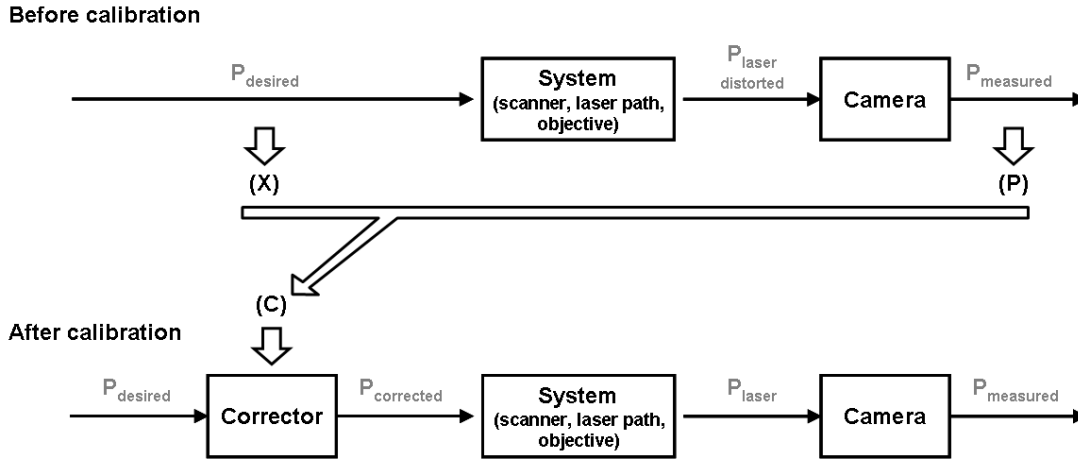 Before calibration
P_desired
System
(scanner, laser path,
objective)
P_laser
distorted
Camera
P_measured
(X)
(P)
(C)
After calibration
P_desired
Corrector
P_corrected
System
(scanner, laser path,
objective)
P_laser
Camera
P_measured